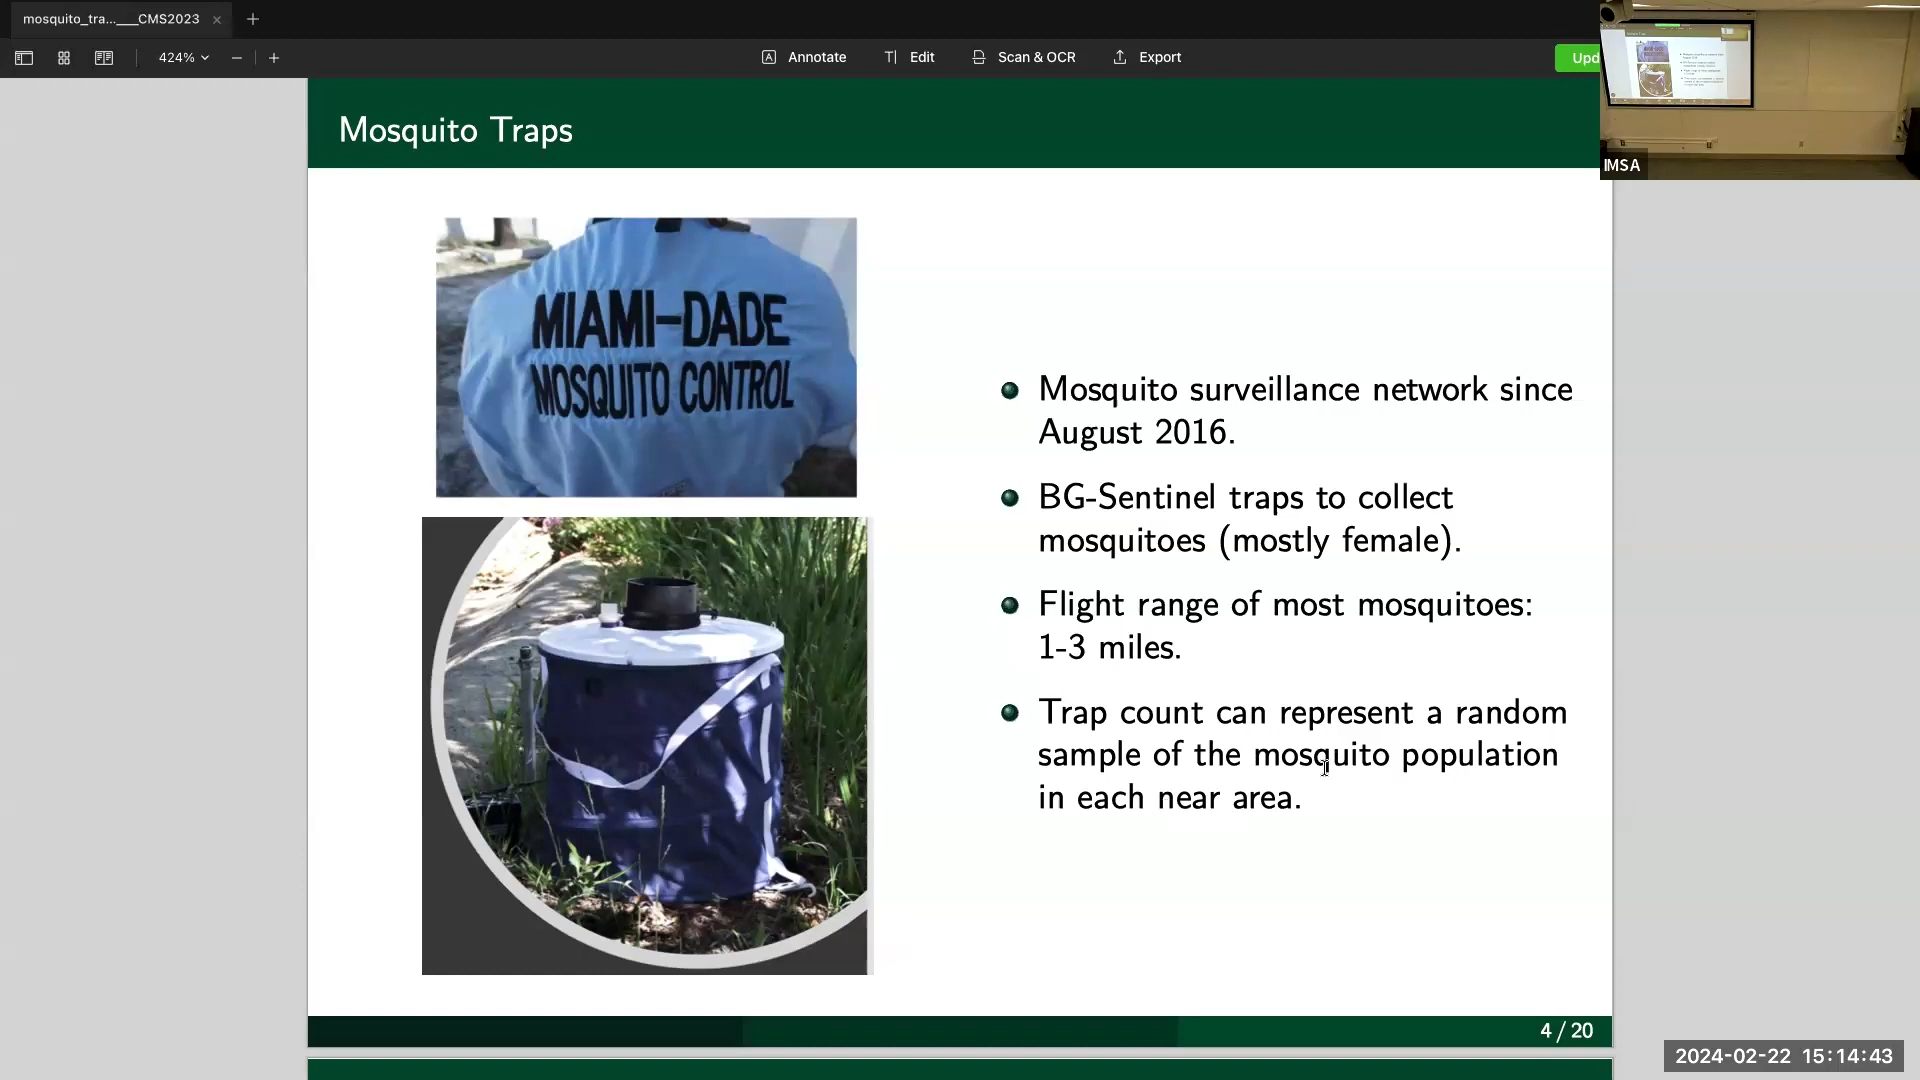 mosquito_tra...___CMS2023
424%
Annotate
Edit
Scan & OCR
Export
Upd
IMSA
Mosquito Traps
MIAMI-DADE
MOSQUITO CONTROL
Mosquito surveillance network since
August 2016.
BG-Sentinel traps to collect
mosquitoes (mostly female).
Flight range of most mosquitoes:
1-3 miles.
Trap count can represent a random
sample of the mosquito population
in each near area.
4 / 20
2024-02-22 15:14:43